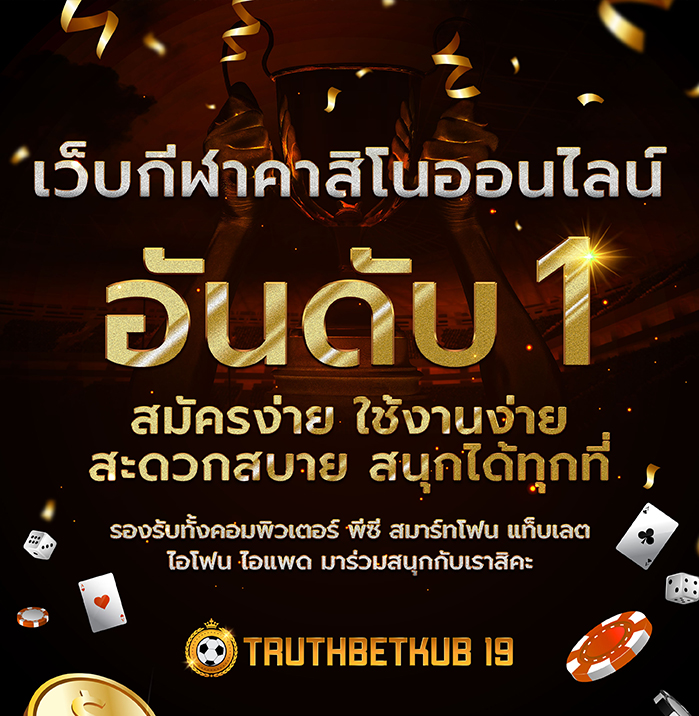 เว็บกีฬาคาสิโนออนไลน์
อันดับ 1
สมัครง่าย ใช้งานง่าย
สะดวกสบาย สนุกได้ทุกที่
รองรับทั้งคอมพิวเตอร์ พีซี สมาร์ทโฟน แท็บเลต
ไอโฟน ไอแพด มาร่วมสนุกกับเราสิคะ
TRUTHBETKUB 19